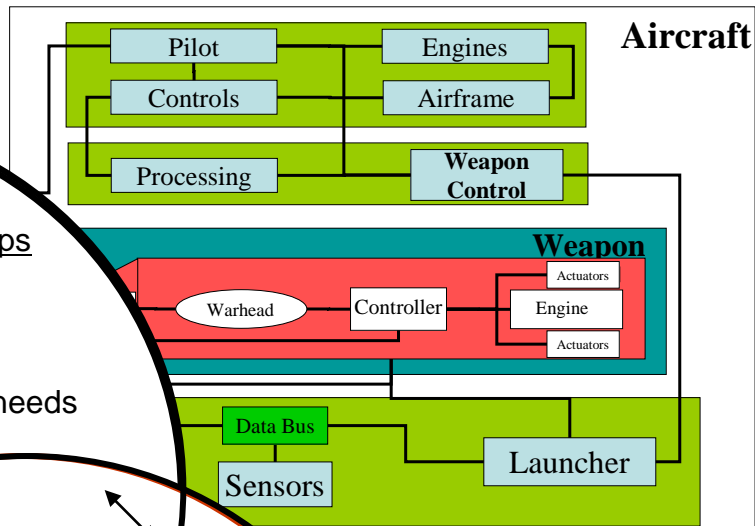 Aircraft
Pilot
Engines
Controls
Airframe
Processing
Weapon
Control
Weapon
Actuators
Warhead
Controller
Engine
Actuators
needs
Data Bus
Sensors
Launcher